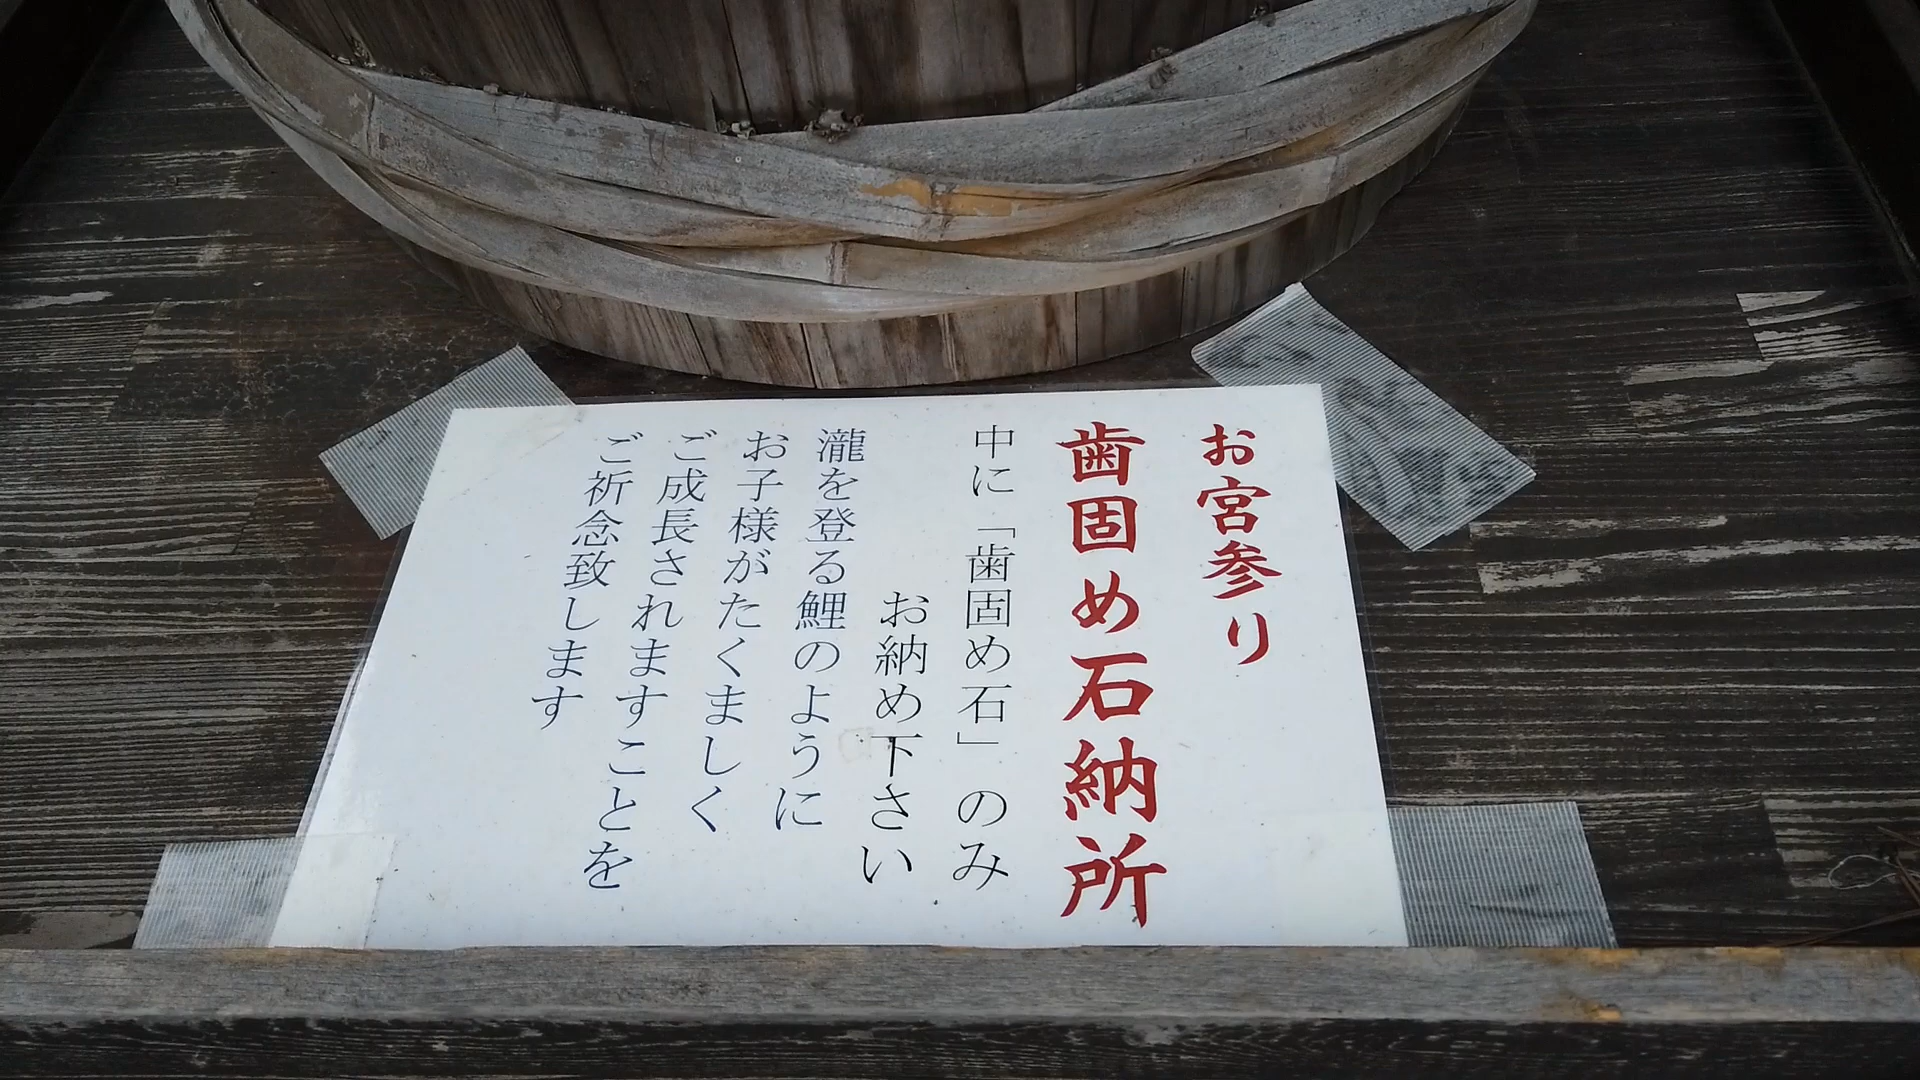 お宮参り
歯固め石納所
中に「歯固め石」のみ
お納め下さい
瀧を登る鯉のように
お子様がたくましく
ご成長されますことを
ご祈念致します